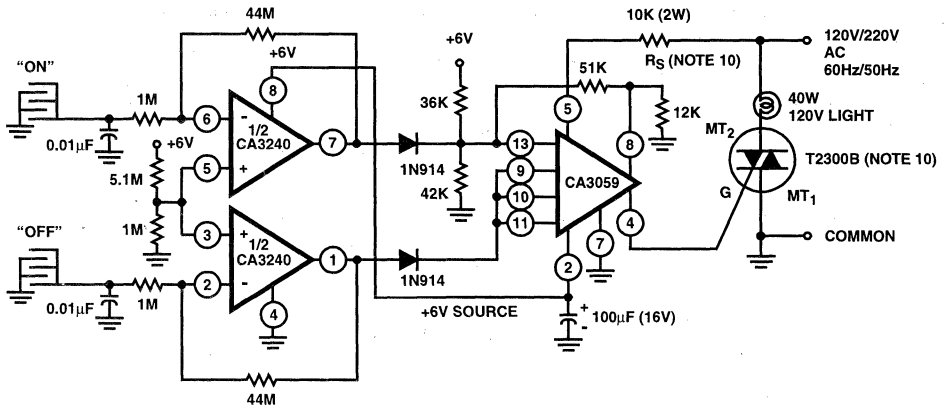 44M
+6V
"ON"
1M
0.01µF
6
-
8
1/2
CA3240
7
+6V
5
+
5.1M
1M
"OFF"
3
+
1/2
CA3240
1
2
-
1M
0.01µF
4
44M
1N914
1N914
+6V
36K
42K
+6V SOURCE
10K (2W)
RS (NOTE 10)
51K
12K
5
13
9
10
11
CA3059
8
4
7
2
+
-
100µF (16V)
120V/220V
AC
60Hz/50Hz
40W
120V LIGHT
MT2
T2300B (NOTE 10)
G
MT1
COMMON